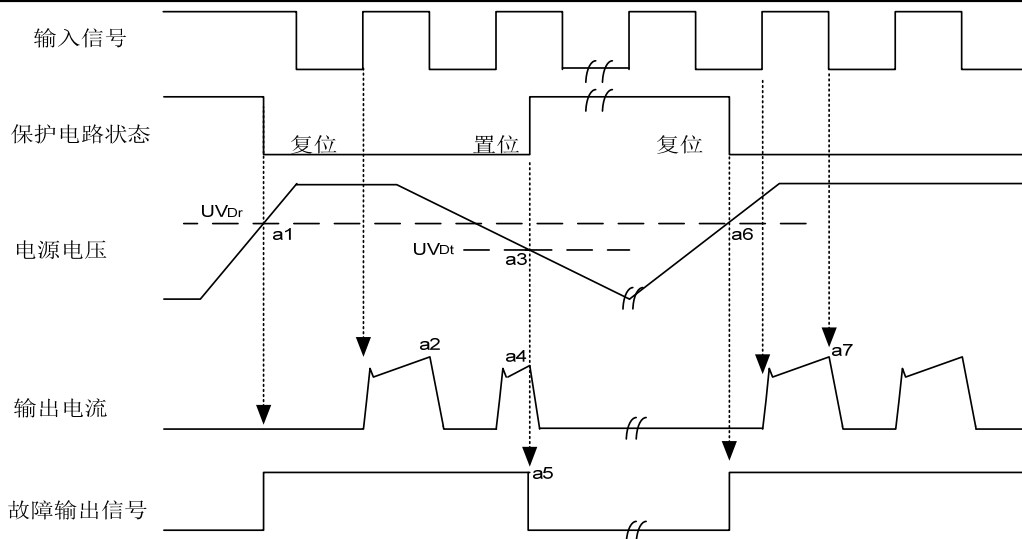 输入信号
保护电路状态
复位 置位 复位
UVDr
a1
a6
电源电压
UVDt
a3
a2
a4
a7
输出电流
a5
故障输出信号